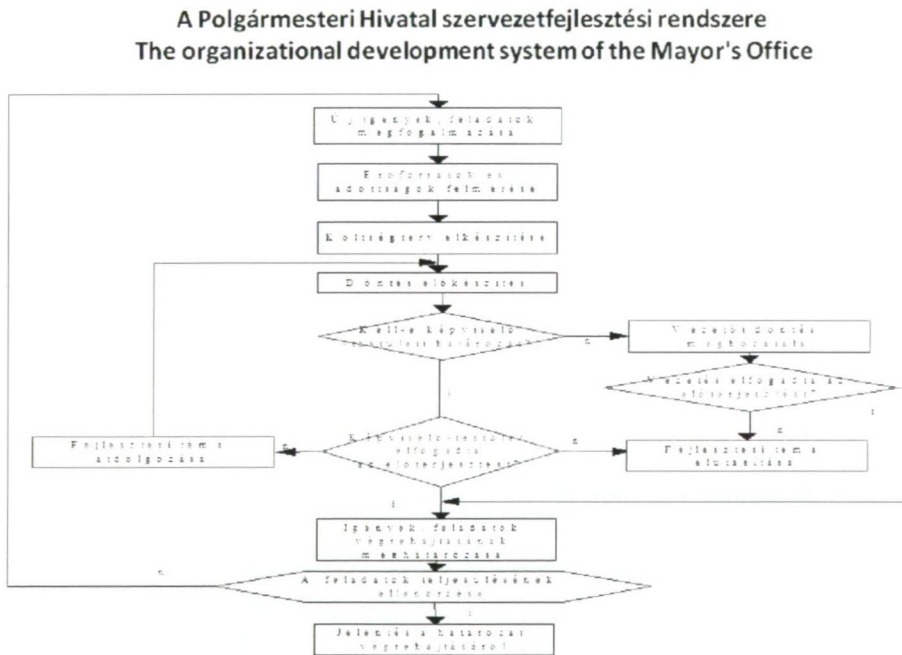 A Polgármesteri Hivatal szervezetfejlesztési rendszere
The organizational development system of the Mayor's Office
Új igények, feladatok
megfogalmazása
Erőforrások és
adottságok felmérése
Költségterv elkészítése
Döntés előkészítés
Kell-e képviselő
testületi határozat?
n
Vezetői döntés
meghozatala
Vezetés elfogadta az
előterjesztést?
i
i
n
Fejlesztési téma
átdolgozása
n
Képviselő-testület
elfogadta
az előterjesztést?
n
Fejlesztési téma
elutasítása
i
Igények, feladatok
végrehajtásának
meghatározása
n
A feladatok teljesítésének
ellenőrzése
i
Jelentés a határozat
végrehajtásáról